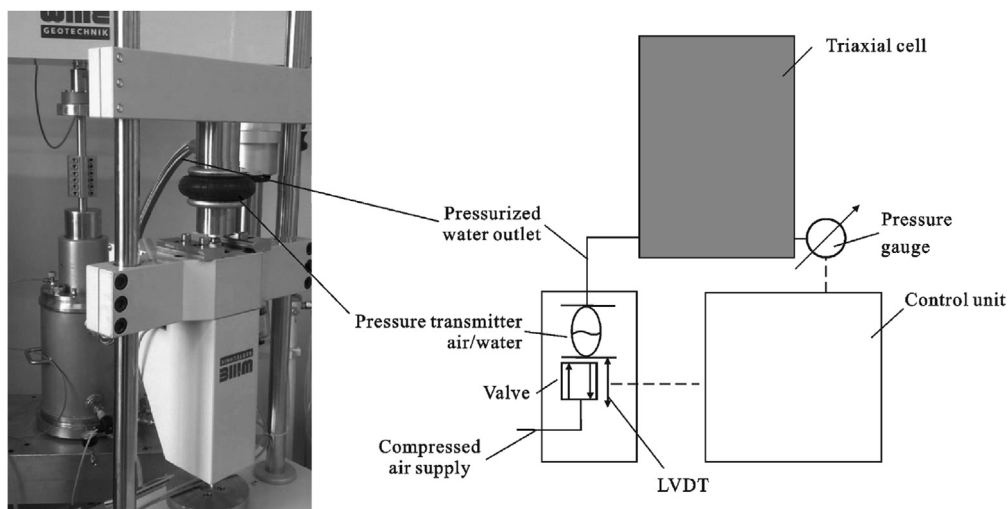 wille
GEOTECHNIK
Triaxial cell
Pressurized
water outlet
Pressure
gauge
Control unit
Pressure transmitter
air/water
Valve
Compressed
air supply
LVDT